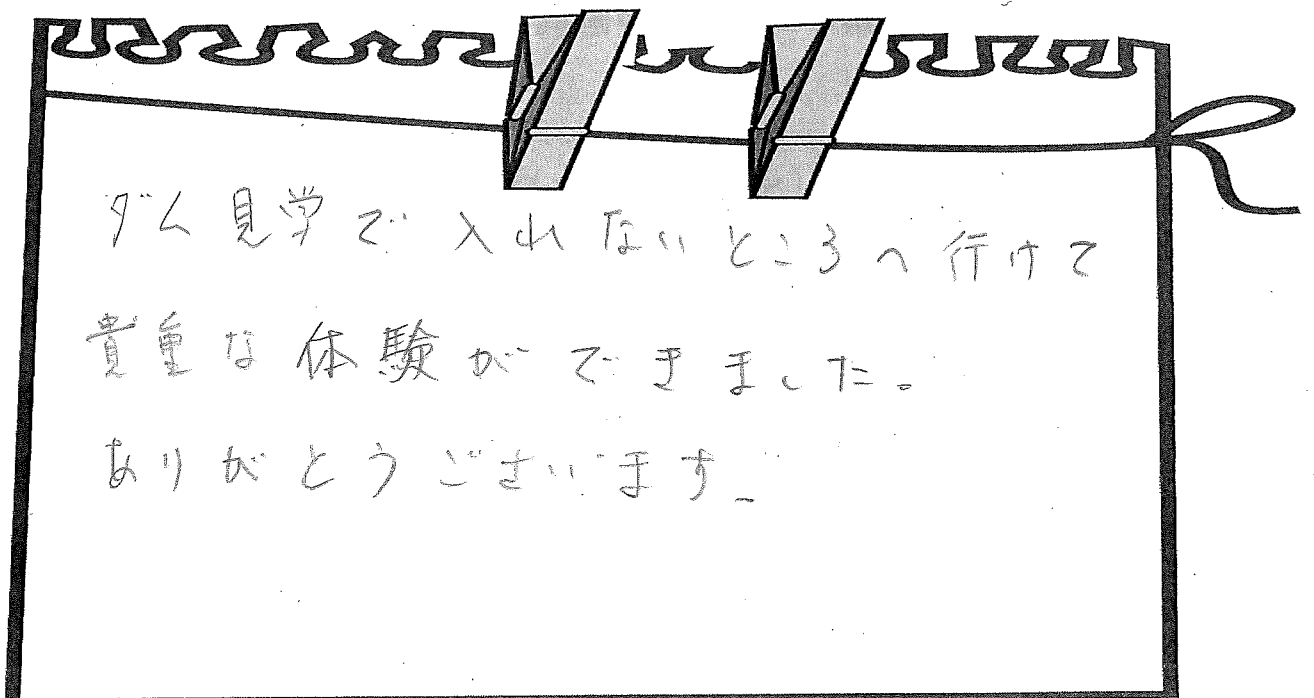 ダム見学で入れないところへ行けて
貴重な体験ができました。
ありがとうございます。